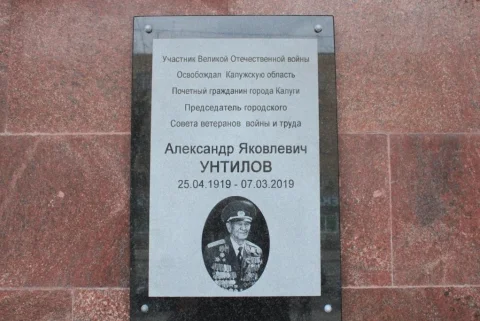 Участник Великой Отечественной войны
Освобождал Калужскую область
Почетный гражданин города Калуги
Председатель городского
Совета ветеранов войны и труда
Александр Яковлевич
УНТИЛОВ
25.04.1919 - 07.03.2019